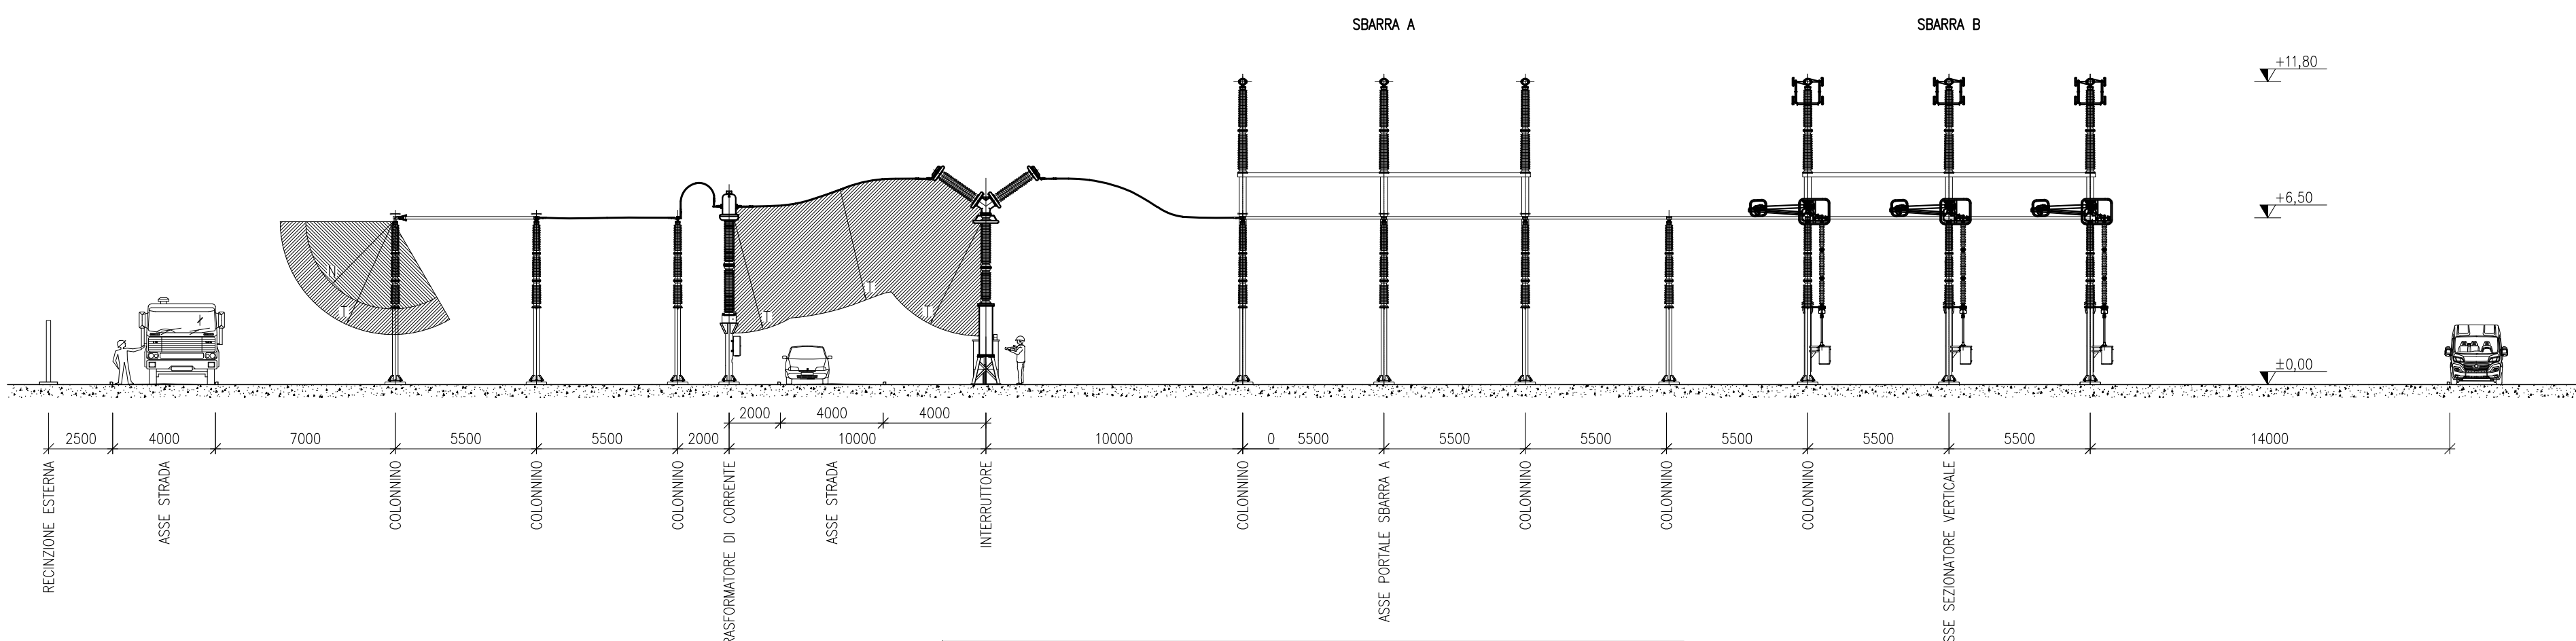 SBARRA A
SBARRA B
+11,80
+6,50
±0,00
N
T
T
T
T
2000
4000
4000
2500
4000
7000
5500
5500
2000
10000
10000
0
5500
5500
5500
5500
5500
5500
14000
RECINZIONE ESTERNA
ASSE STRADA
COLONNINO
COLONNINO
COLONNINO
RASFORMATORE DI CORRENTE
ASSE STRADA
INTERRUTTORE
COLONNINO
ASSE PORTALE SBARRA A
COLONNINO
COLONNINO
COLONNINO
SSE SEZIONATORE VERTICALE